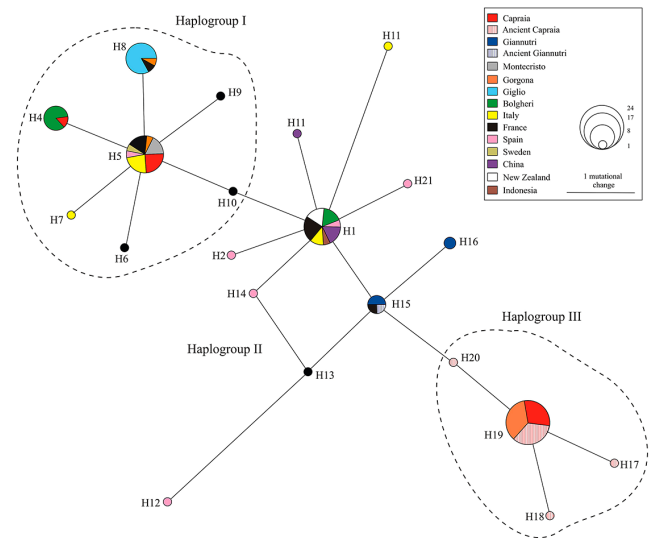 Haplogroup I
H11
H8
H9
H4
H5
H11
H21
H10
H7
H1
H6
H2
H16
H14
H15
Haplogroup II
Haplogroup III
H20
H13
H19
H17
H12
H18
Capraia
Ancient Capraia
Giannutri
Ancient Giannutri
Montecristo
Gorgona
Giglio
Bolgheri
Italy
France
Spain
Sweden
China
New Zealand
Indonesia
24
17
8
1
1 mutational
change